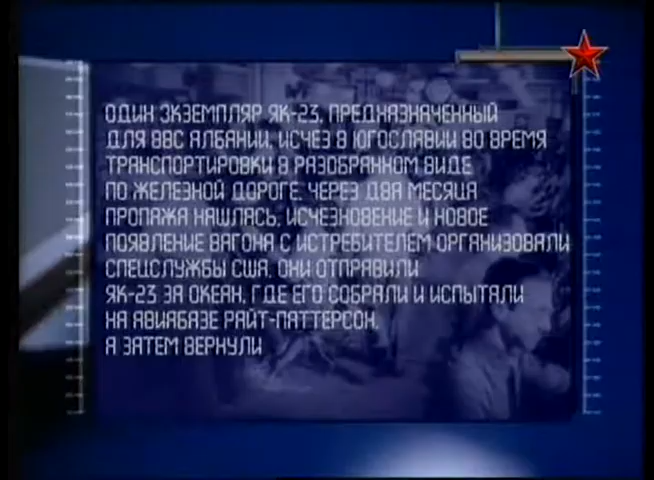 ОДИН ЭКЗЕМПЛЯР ЯК-23, ПРЕДНАЗНАЧЕННЫЙ
ДЛЯ ВВС АЛБАНИИ, ИСЧЕЗ В ЮГОСЛАВИИ ВО ВРЕМЯ
ТРАНСПОРТИРОВКИ В РАЗОБРАННОМ ВИДЕ
ПО ЖЕЛЕЗНОЙ ДОРОГЕ. ЧЕРЕЗ ДВА МЕСЯЦА
ПРОПАЖА НАШЛАСЬ. ИСЧЕЗНОВЕНИЕ И НОВОЕ
ПОЯВЛЕНИЕ ВАГОНА С ИСТРЕБИТЕЛЕМ ОРГАНИЗОВАЛИ
СПЕЦСЛУЖБЫ США. ОНИ ОТПРАВИЛИ
ЯК-23 ЗА ОКЕАН, ГДЕ ЕГО СОБРАЛИ И ИСПЫТАЛИ
НА АВИАБАЗЕ РАЙТ-ПАТТЕРСОН,
А ЗАТЕМ ВЕРНУЛИ